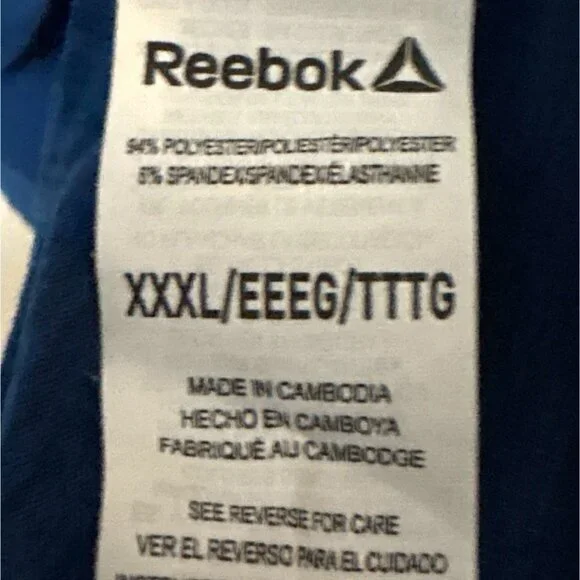 Reebok
94% POLYESTER/POLIESTÉR/POLYESTER
6% SPANDEX/SPANDEX/ÉLASTHANNE
XXXL/EEEG/TTTG
MADE IN CAMBODIA
HECHO EN CAMBOYA
FABRIQUÉ AU CAMBODGE
SEE REVERSE FOR CARE
VER EL REVERSO PARA EL CUIDADO